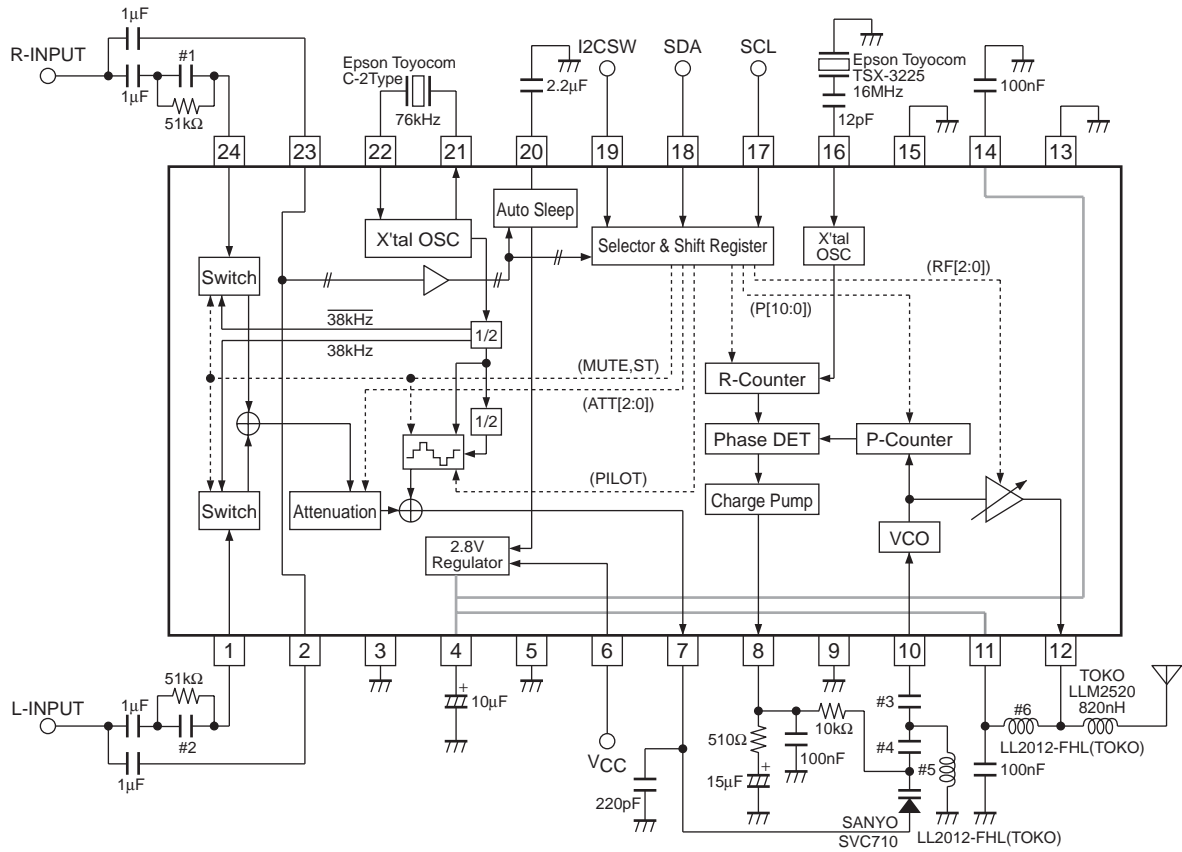 1μF
R-INPUT
#1
1μF
51kΩ
Epson Toyocom
C-2Type
76kHz
2.2μF
I2CSW
SDA
SCL
Epson Toyocom
TSX-3225
16MHz
12pF
100nF
24
23
22
21
20
19
18
17
16
15
14
13
Auto Sleep
X'tal OSC
Selector & Shift Register
X'tal
OSC
Switch
(RF[2:0])
(P[10:0])
38kHz
1/2
38kHz
(MUTE,ST)
R-Counter
(ATT[2:0])
1/2
Phase DET
P-Counter
(PILOT)
Switch
Attenuation
Charge Pump
VCO
2.8V
Regulator
1
2
3
4
5
6
7
8
9
10
11
12
51kΩ
L-INPUT
1μF
#2
1μF
+
10μF
VCC
220pF
510Ω
+
15μF
100nF
10kΩ
#3
#4
#5
SANYO
SVC710
LL2012-FHL(TOKO)
#6
LL2012-FHL(TOKO)
100nF
TOKO
LLM2520
820nH